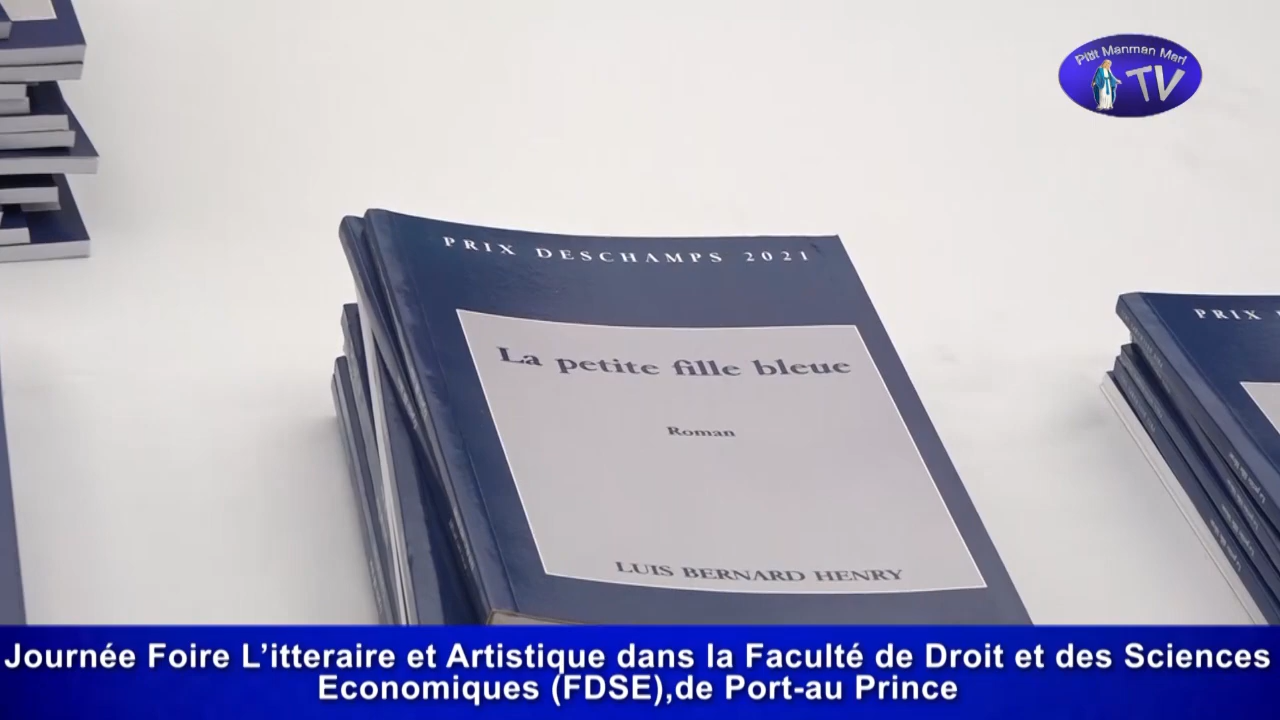 Pitit Manman Mari
TV
PRIX DESCHAMPS 2021
La petite fille bleue
Roman
LUIS BERNARD HENRY
PRIX
Journée Foire L’itteraire et Artistique dans la Faculté de Droit et des Sciences
Economiques (FDSE),de Port-au Prince